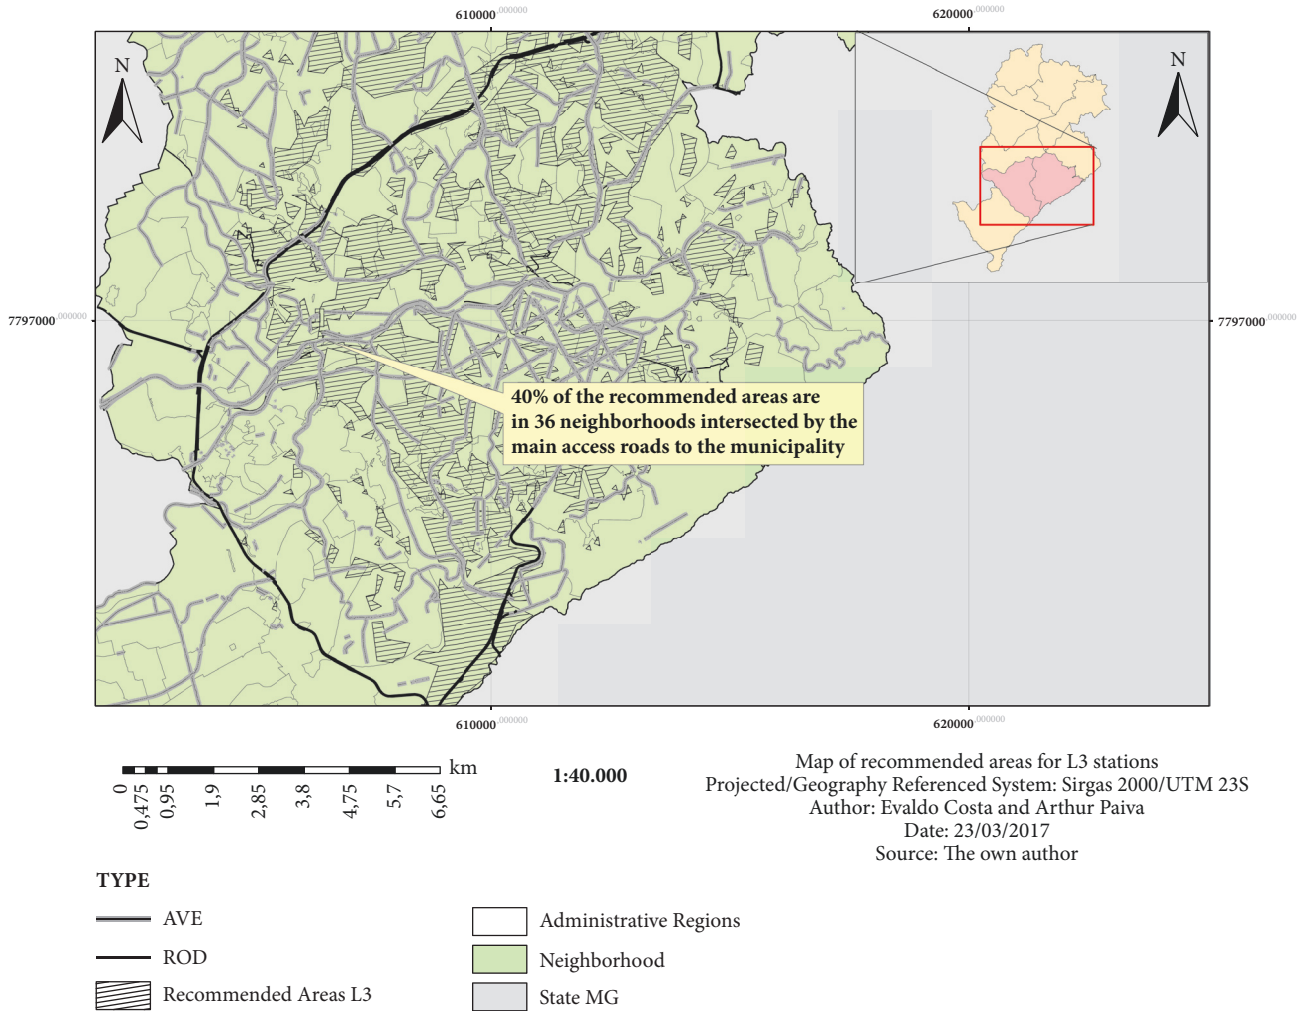 610000.000000
620000.000000
N
N
7797000.000000
7797000.000000
40% of the recommended areas are
in 36 neighborhoods intersected by the
main access roads to the municipality
610000.000000
620000.000000
km
0
0,475
0,95
1,9
2,85
3,8
4,75
5,7
6,65
1:40.000
Map of recommended areas for L3 stations
Projected/Geography Referenced System: Sirgas 2000/UTM 23S
Author: Evaldo Costa and Arthur Paiva
Date: 23/03/2017
Source: The own author
TYPE
AVE
ROD
Recommended Areas L3
Administrative Regions
Neighborhood
State MG